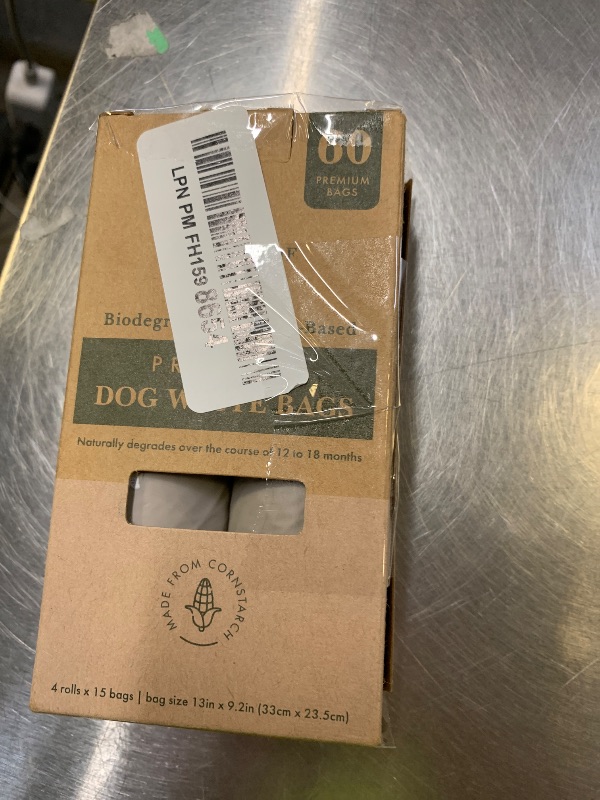 60
PREMIUM
BAGS
LPN PM FH159 8654
Biodegr Based
PR
DOG W TE BAGS
Naturally degrades over the course of 12 to 18 months
MADE FROM CORNSTARCH
4 rolls x 15 bags | bag size 13in x 9.2in (33cm x 23.5cm)